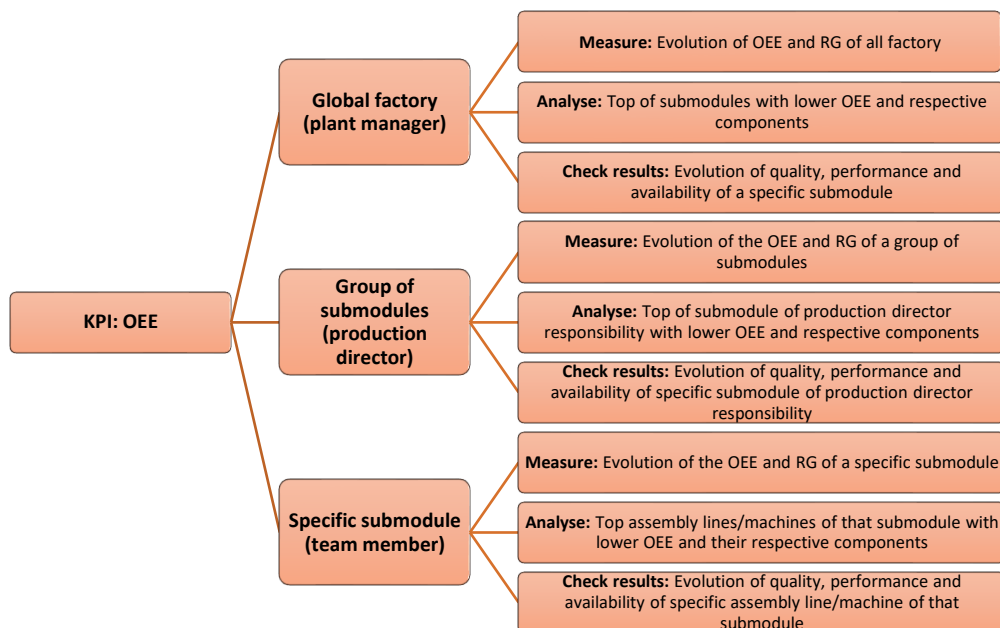 KPI: OEE
Global factory
(plant manager)
Measure: Evolution of OEE and RG of all factory
Analyse: Top of submodules with lower OEE and respective
components
Check results: Evolution of quality, performance and
availability of a specific submodule
Group of
submodules
(production
director)
Measure: Evolution of the OEE and RG of a group of
submodules
Analyse: Top of submodule of production director
responsibility with lower OEE and respective components
Check results: Evolution of quality, performance and
availability of specific submodule of production director
responsibility
Specific submodule
(team member)
Measure: Evolution of the OEE and RG of a specific submodule
Analyse: Top assembly lines/machines of that submodule with
lower OEE and their respective components
Check results: Evolution of quality, performance and
availability of specific assembly line/machine of that
submodule